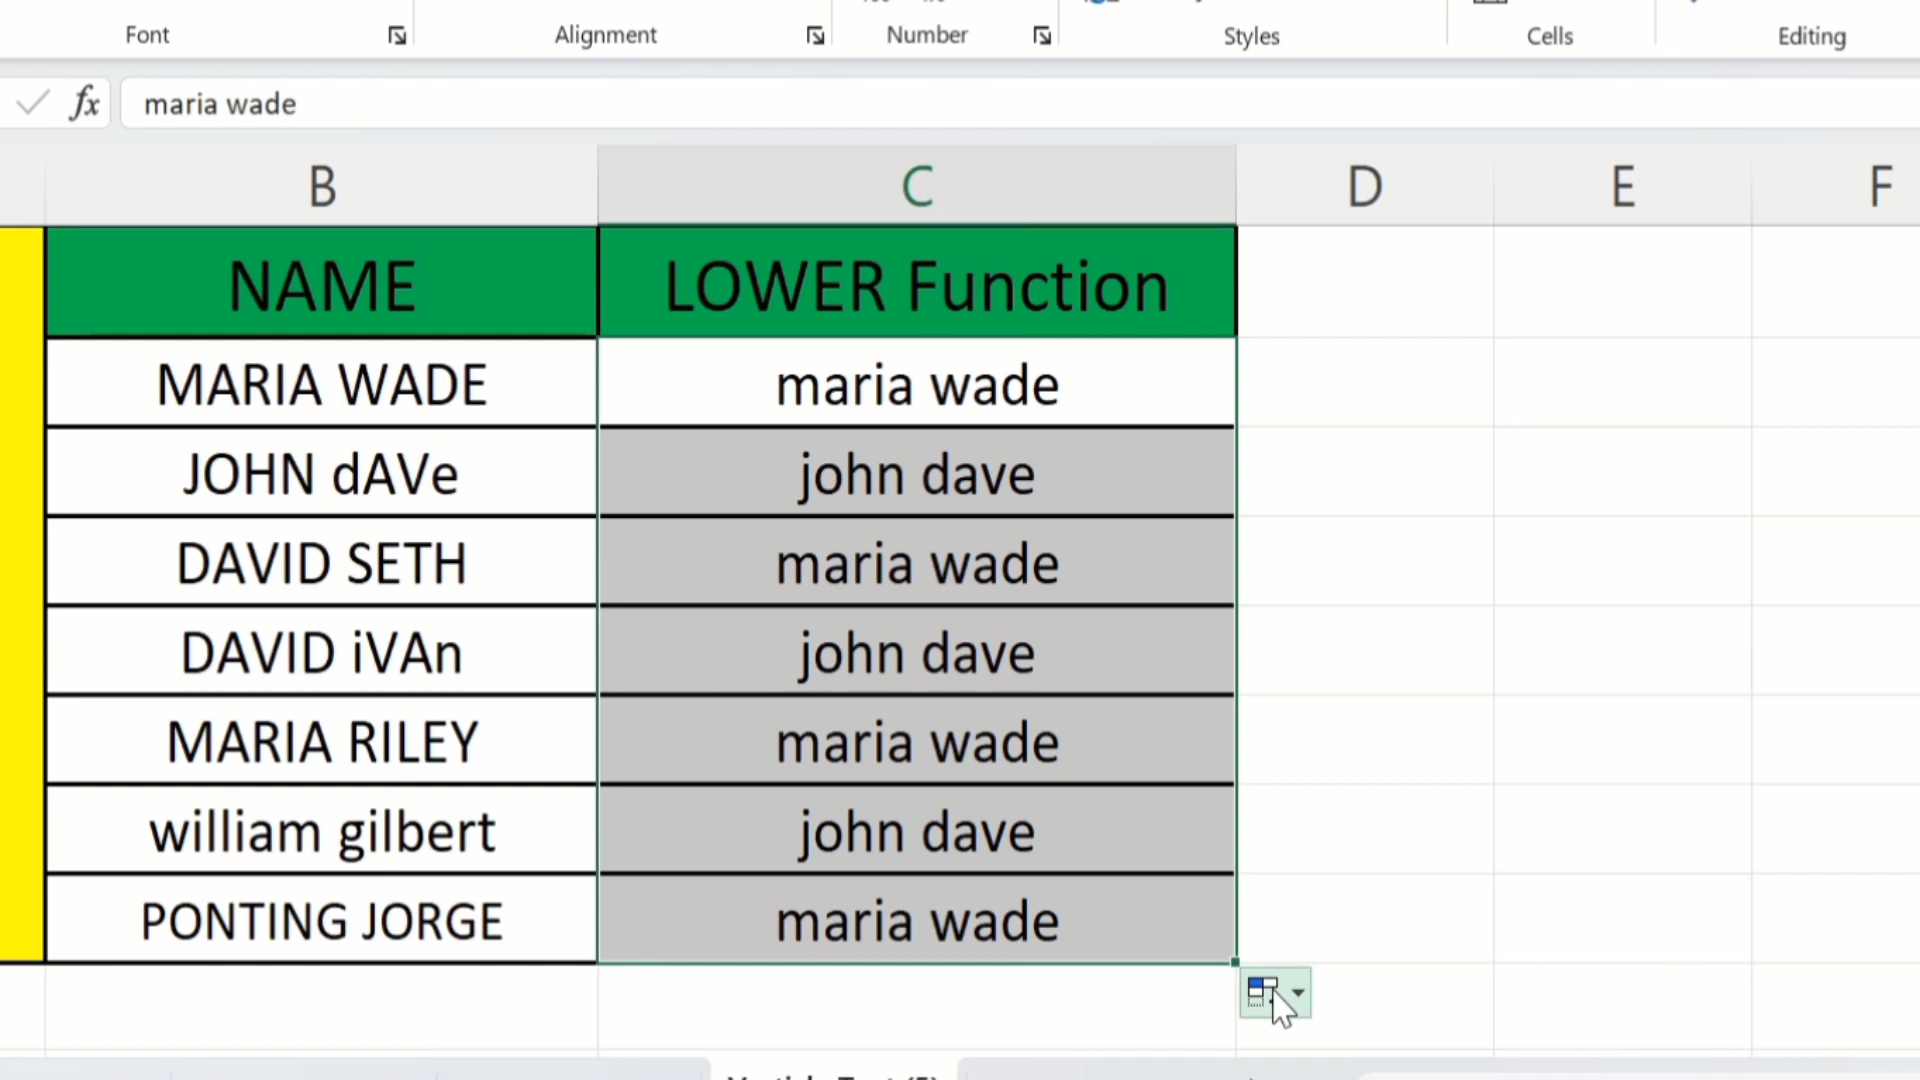 Font Alignment Number Styles Cells Editing
fx maria wade
B C D E F
NAME LOWER Function
MARIA WADE maria wade
JOHN dAVe john dave
DAVID SETH maria wade
DAVID iVAn john dave
MARIA RILEY maria wade
william gilbert john dave
PONTING JORGE maria wade